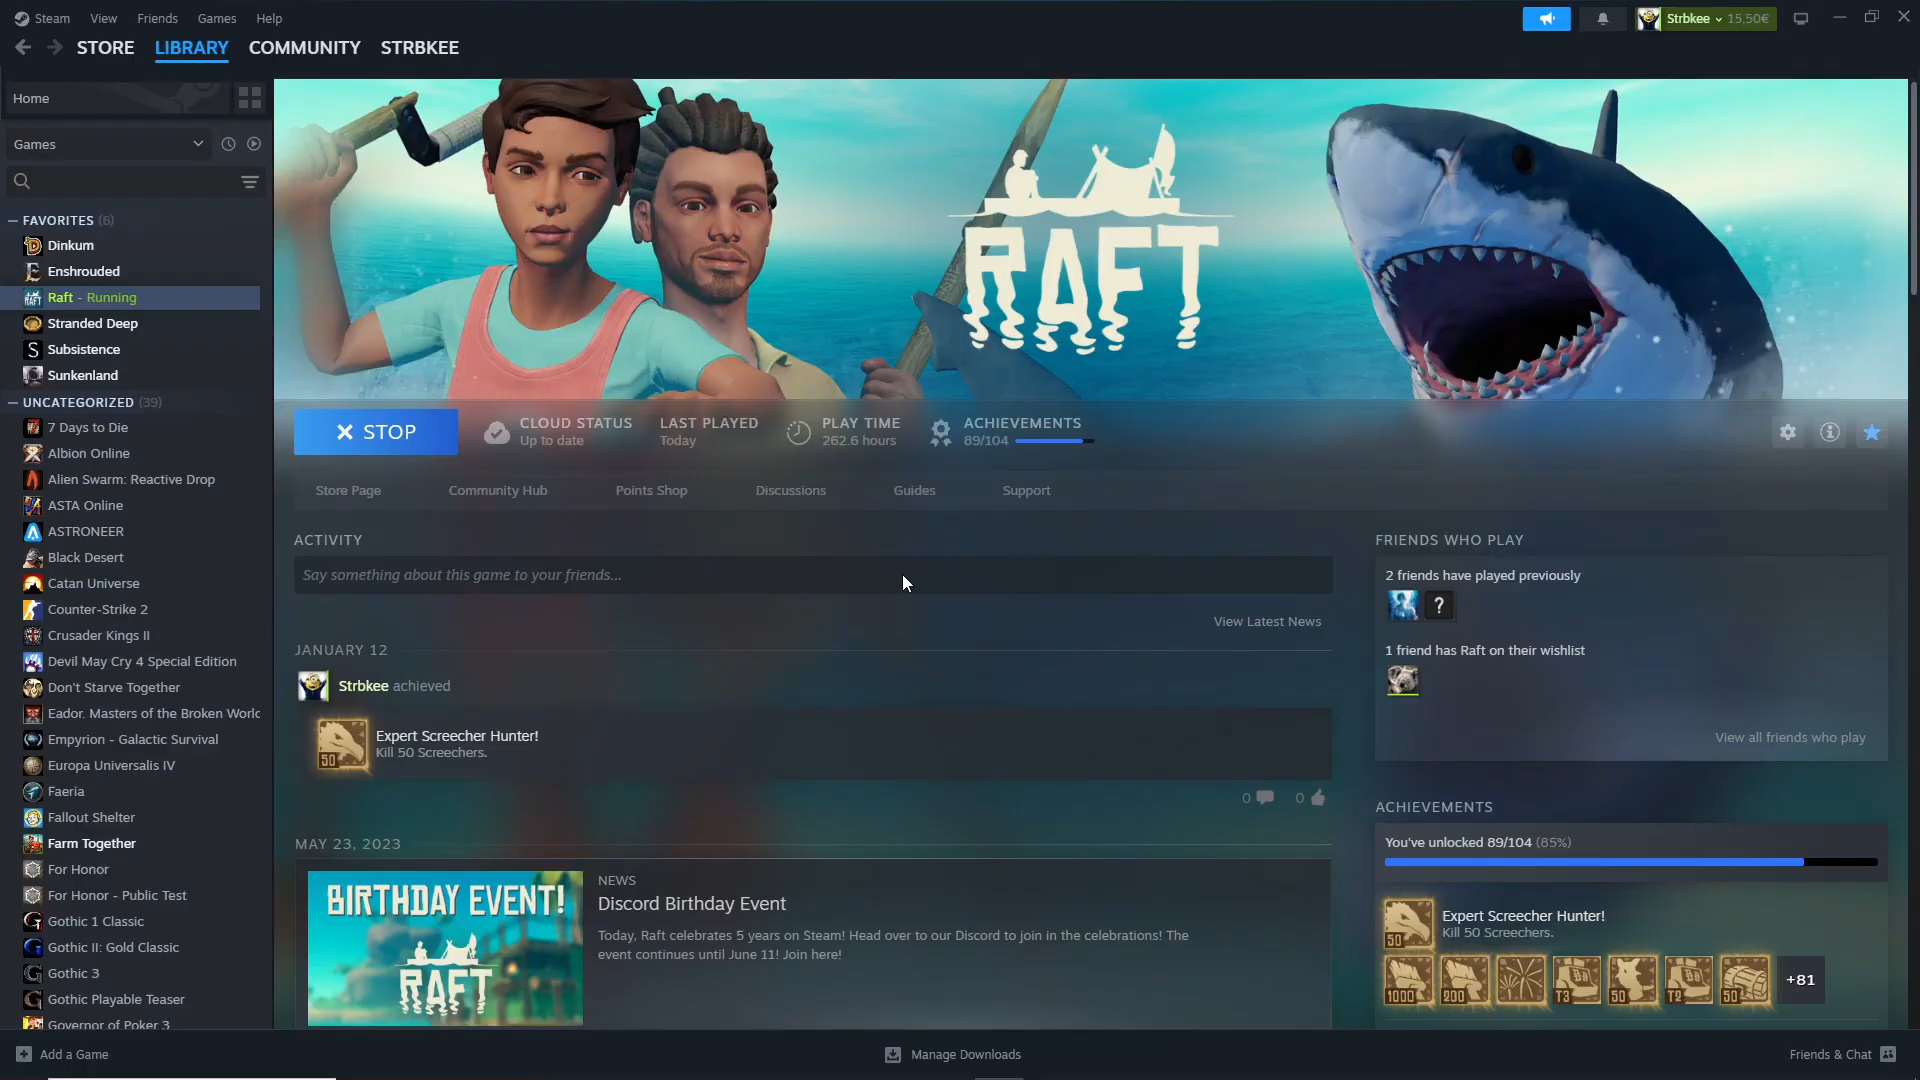 Steam View Friends Games Help
Strbkee 15,50€
STORE LIBRARY COMMUNITY STRBKEE
Home
Games
FAVORITES (6)
Dinkum
Enshrouded
Raft - Running
Stranded Deep
Subsistence
Sunkenland
UNCATEGORIZED (39)
7 Days to Die
Albion Online
Alien Swarm: Reactive Drop
ASTA Online
ASTRONEER
Black Desert
Catan Universe
Counter-Strike 2
Crusader Kings II
Devil May Cry 4 Special Edition
Don't Starve Together
Eador. Masters of the Broken Worlc
Empyrion - Galactic Survival
Europa Universalis IV
Faeria
Fallout Shelter
Farm Together
For Honor
For Honor - Public Test
Gothic 1 Classic
Gothic II: Gold Classic
Gothic 3
Gothic Playable Teaser
Governor of Poker 3
RAFT
STOP
CLOUD STATUS
Up to date
LAST PLAYED
Today
PLAY TIME
262.6 hours
ACHIEVEMENTS
89/104
Store Page Community Hub Points Shop Discussions Guides Support
ACTIVITY
Say something about this game to your friends...
View Latest News
JANUARY 12
Strbkee achieved
50
Expert Screecher Hunter!
Kill 50 Screechers.
0 0
MAY 23, 2023
BIRTHDAY EVENT!
RAFT
NEWS
Discord Birthday Event
Today, Raft celebrates 5 years on Steam! Head over to our Discord to join in the celebrations! The
event continues until June 11! Join here!
FRIENDS WHO PLAY
2 friends have played previously
?
1 friend has Raft on their wishlist
View all friends who play
ACHIEVEMENTS
You've unlocked 89/104 (85%)
50
Expert Screecher Hunter!
Kill 50 Screechers.
1000 200 T3 50 T2 50 +81
Add a Game
Manage Downloads
Friends & Chat